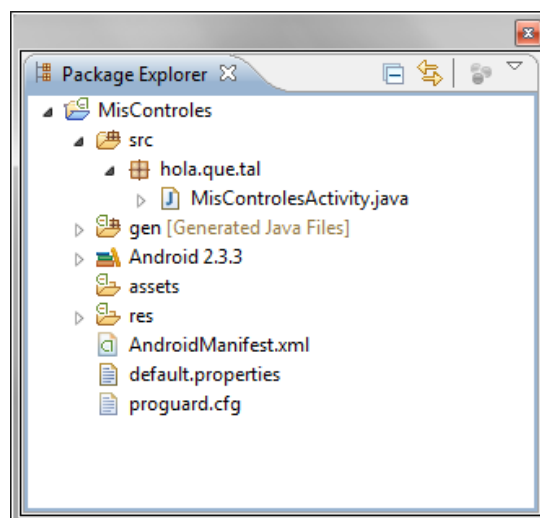 Package Explorer
MisControles
src
hola.que.tal
MisControlesActivity.java
gen [Generated Java Files]
Android 2.3.3
assets
res
AndroidManifest.xml
default.properties
proguard.cfg